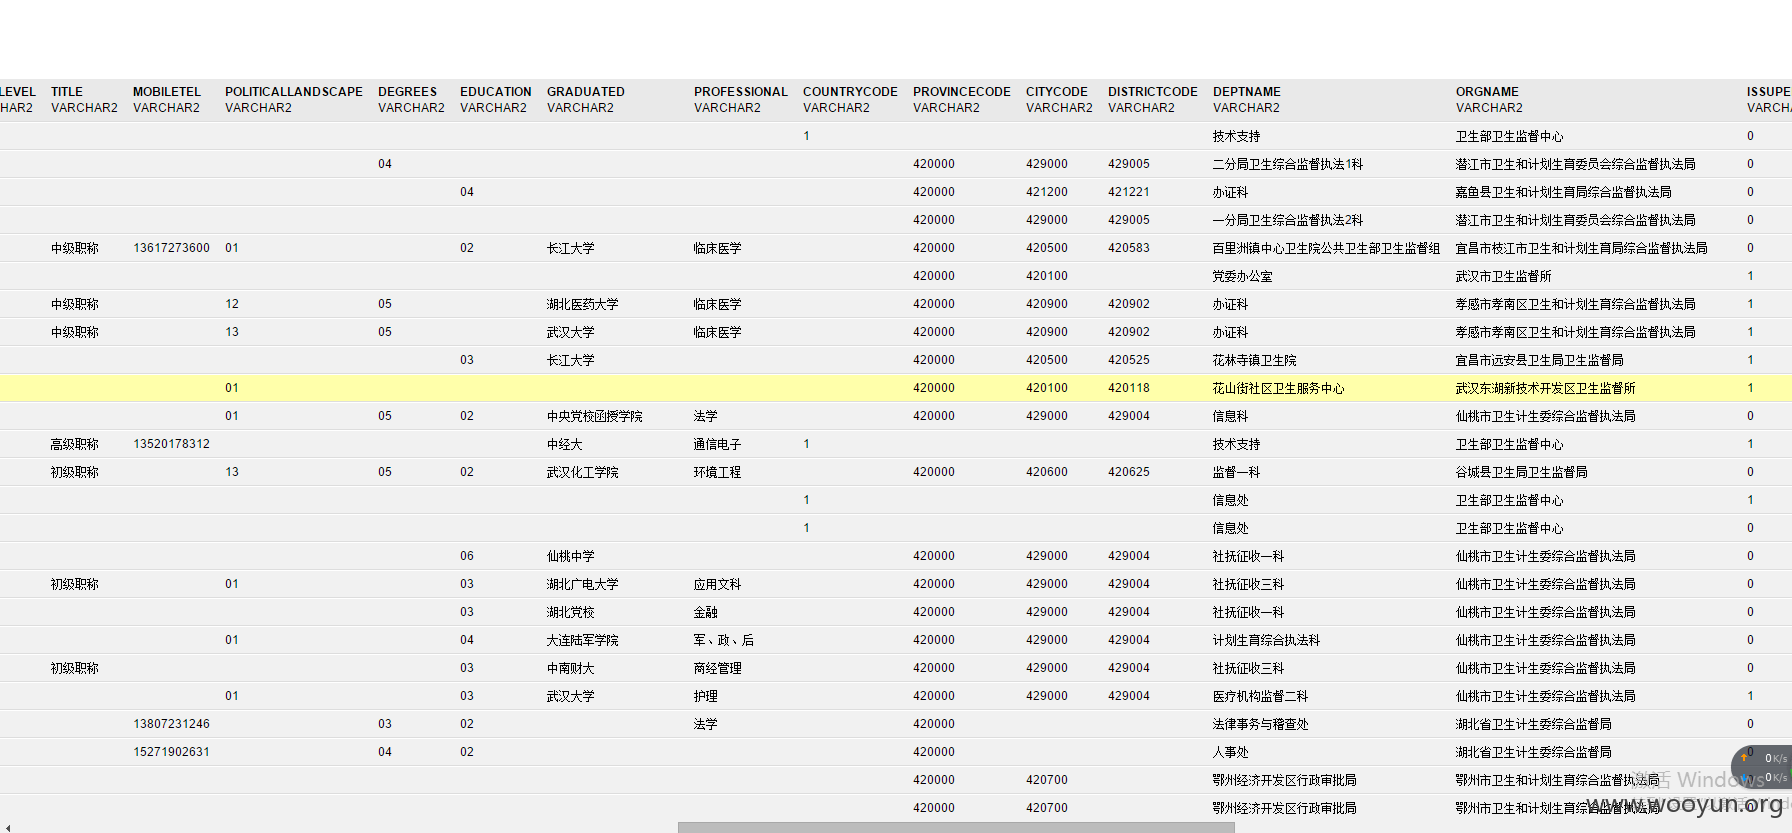 LEVEL TITLE MOBILETEL POLITICALLANDSCAPE DEGREES EDUCATION GRADUATED PROFESSIONAL COUNTRYCODE PROVINCECODE CITYCODE DISTRICTCODE DEPTNAME ORGNAME ISSUPE
HAR2 VARCHAR2 VARCHAR2 VARCHAR2 VARCHAR2 VARCHAR2 VARCHAR2 VARCHAR2 VARCHAR2 VARCHAR2 VARCHAR2 VARCHAR2 VARCHAR2 VARCHAR2 VARCHA
1 技术支持 卫生部卫生监督中心 0
04 420000 429000 429005 二分局卫生综合监督执法1科 潜江市卫生和计划生育委员会综合监督执法局 0
04 420000 421200 421221 办证科 嘉鱼县卫生和计划生育局综合监督执法局 0
420000 429000 429005 一分局卫生综合监督执法2科 潜江市卫生和计划生育委员会综合监督执法局 0
中级职称 13617273600 01 02 长江大学 临床医学 420000 420500 420583 百里洲镇中心卫生院公共卫生部卫生监督组 宜昌市枝江市卫生和计划生育局综合监督执法局 0
420000 420100 党委办公室 武汉市卫生监督所 1
中级职称 12 05 湖北医药大学 临床医学 420000 420900 420902 办证科 孝感市孝南区卫生和计划生育综合监督执法局 1
中级职称 13 05 武汉大学 临床医学 420000 420900 420902 办证科 孝感市孝南区卫生和计划生育综合监督执法局 1
03 长江大学 420000 420500 420525 花林寺镇卫生院 宜昌市远安县卫生局卫生监督局 1
01 420000 420100 420118 花山街社区卫生服务中心 武汉东湖新技术开发区卫生监督所 1
01 05 02 中央党校函授学院 法学 420000 429000 429004 信息科 仙桃市卫生计生委综合监督执法局 0
高级职称 13520178312 中经大 通信电子 1 技术支持 卫生部卫生监督中心 1
初级职称 13 05 02 武汉化工学院 环境工程 420000 420600 420625 监督一科 谷城县卫生局卫生监督局 0
1 信息处 卫生部卫生监督中心 1
1 信息处 卫生部卫生监督中心 0
06 仙桃中学 420000 429000 429004 社抚征收一科 仙桃市卫生计生委综合监督执法局 0
初级职称 01 03 湖北广电大学 应用文科 420000 429000 429004 社抚征收三科 仙桃市卫生计生委综合监督执法局 0
03 湖北党校 金融 420000 429000 429004 社抚征收一科 仙桃市卫生计生委综合监督执法局 0
01 04 大连陆军学院 军、政、后 420000 429000 429004 计划生育综合执法科 仙桃市卫生计生委综合监督执法局 0
初级职称 03 中南财大 商经管理 420000 429000 429004 社抚征收三科 仙桃市卫生计生委综合监督执法局 0
01 03 武汉大学 护理 420000 429000 429004 医疗机构监督二科 仙桃市卫生计生委综合监督执法局 1
13807231246 03 02 法学 420000 法律事务与稽查处 湖北省卫生计生委综合监督局 0
15271902631 04 02 420000 人事处 湖北省卫生计生委综合监督局 0
0K/s
420000 420700 鄂州经济开发区行政审批局 鄂州市卫生和计划生育综合监督执法局
0K/s
激活 Windows
420000 420700 鄂州经济开发区行政审批局 鄂州市卫生和计划生育综合监督执法局
www.wooyun.org